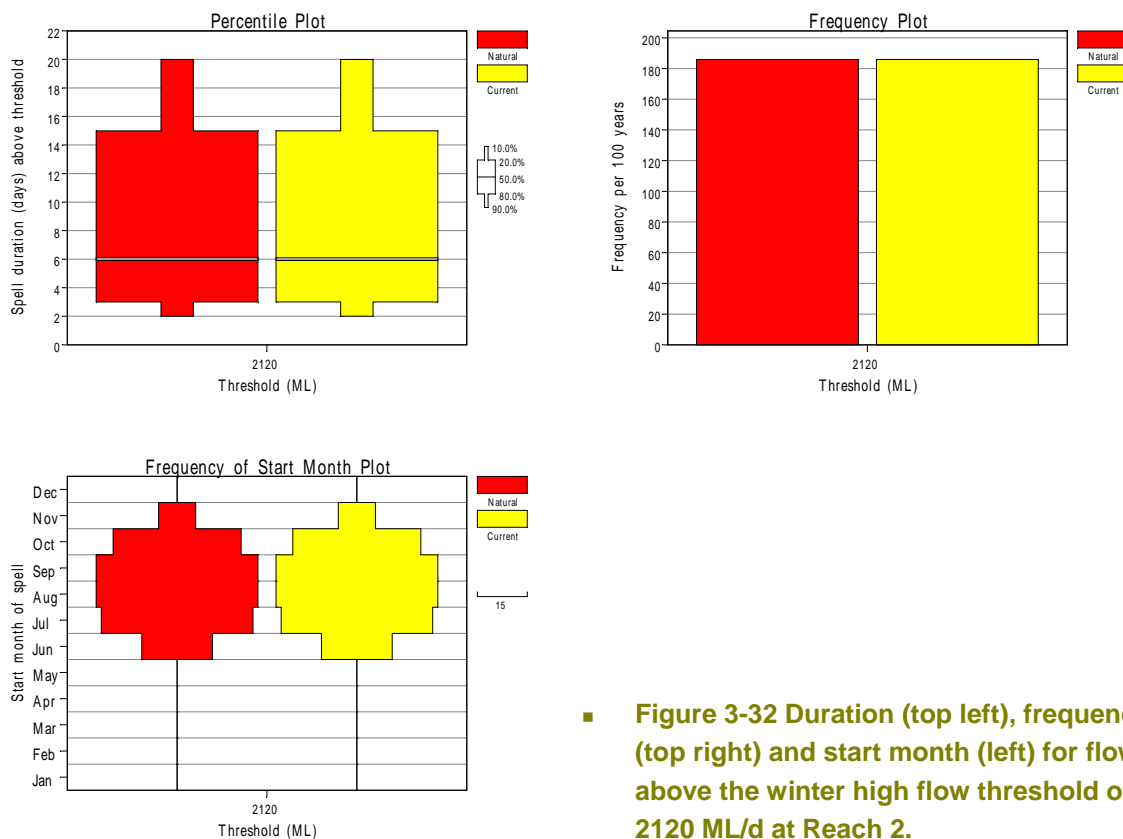 Percentile Plot
22
20
18
16
14
12
10
8
6
4
2
0
Spell duration (days) above threshold
2120
Threshold (ML)
Natural
Current
10.0%
20.0%
50.0%
80.0%
90.0%
Frequency Plot
200
180
160
140
120
100
80
60
40
20
0
Frequency per 100 years
2120
Threshold (ML)
Natural
Current
Frequency of Start Month Plot
Dec
Nov
Oct
Sep
Aug
Jul
Jun
May
Apr
Mar
Feb
Jan
Start month of spell
2120
Threshold (ML)
Natural
Current
15
▪ Figure 3-32 Duration (top left),
(top right) and start month (left) for
above the winter high flow threshold
2120 ML/d at Reach 2.